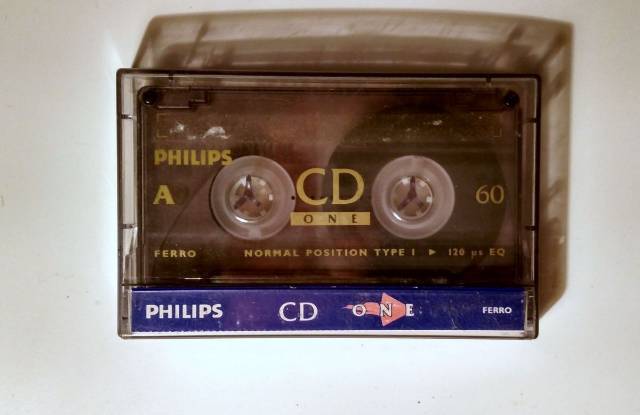 PHILIPS
CD
A
60
ONE
FERRO NORMAL POSITION TYPE I ▶ 120 µs EQ
PHILIPS CD ONE FERRO